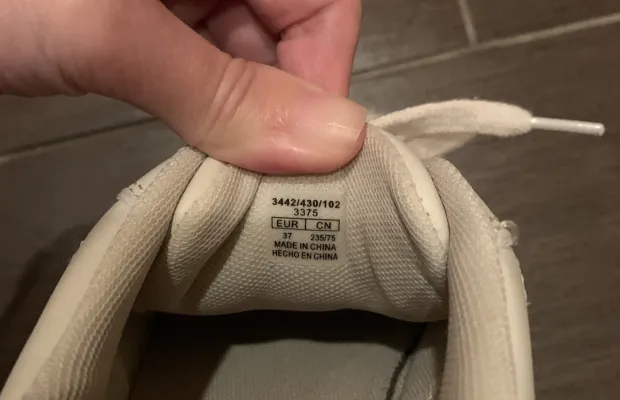 3442/430/102
3375
EUR CN
37 235/75
MADE IN CHINA
HECHO EN CHINA